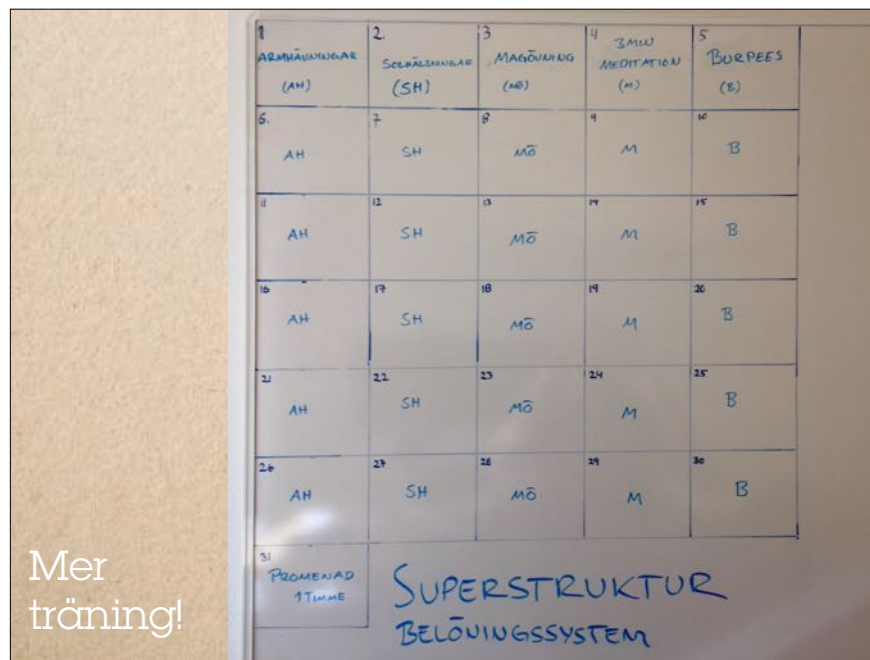 1 2. 3 4 5
ARMHÄVNINGAR SOLHÄLSNINGAR MAGÖVNING 3 MIN MEDITATION BURPEES
(AH) (SH) (MÖ) (M) (B)
6. 7 8 9 10
AH SH MÖ M B
11 12 13 14 15
AH SH MÖ M B
16 17 18 19 20
AH SH MÖ M B
21 22 23 24 25
AH SH MÖ M B
26 27 28 29 30
AH SH MÖ M B
31
PROMENAD
1 TIMME
SUPERSTRUKTUR
BELÖNINGSSYSTEM
Mer
träning!